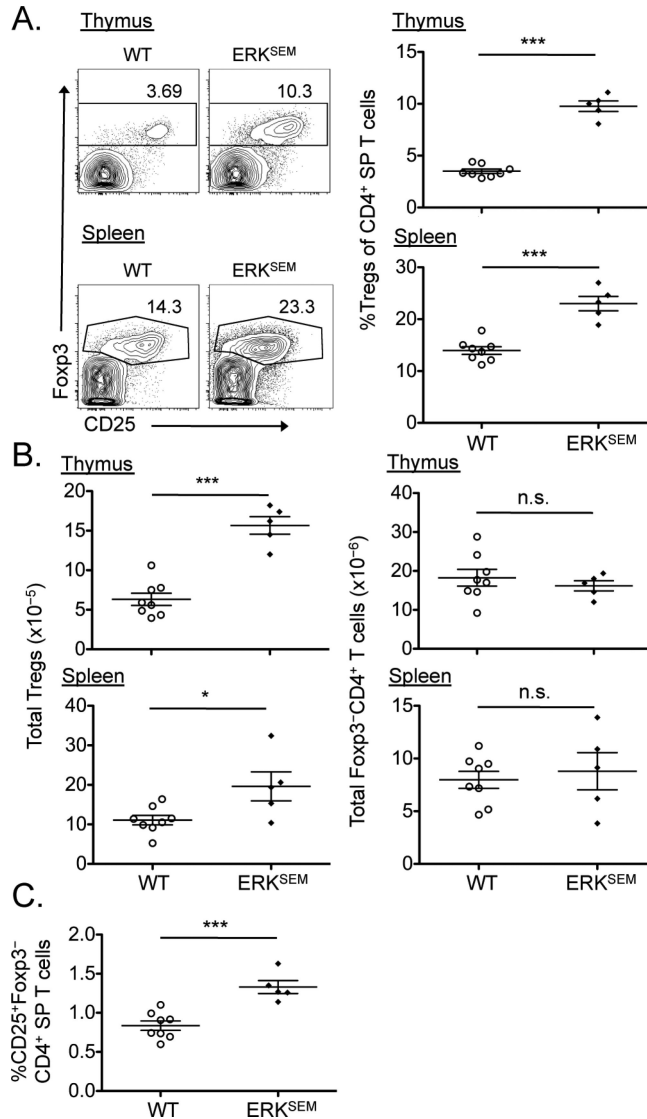 A.
Thymus
WT ERK^SEM
3.69 10.3
Spleen
WT ERK^SEM
14.3 23.3
Foxp3
CD25
Thymus
***
15
10
5
0
Spleen
***
30
20
10
0
%Tregs of CD4⁺ SP T cells
WT ERK^SEM
B.
Thymus
***
20
15
10
5
0
Spleen
*
40
30
20
10
0
Total Tregs (x10⁻⁵)
WT ERK^SEM
Thymus
n.s.
40
30
20
10
0
Spleen
n.s.
15
10
5
0
Total Foxp3⁻CD4⁺ T cells (x10⁻⁶)
WT ERK^SEM
C.
***
2.0
1.5
1.0
0.5
0.0
%CD25⁺Foxp3⁻
CD4⁺ SP T cells
WT ERK^SEM